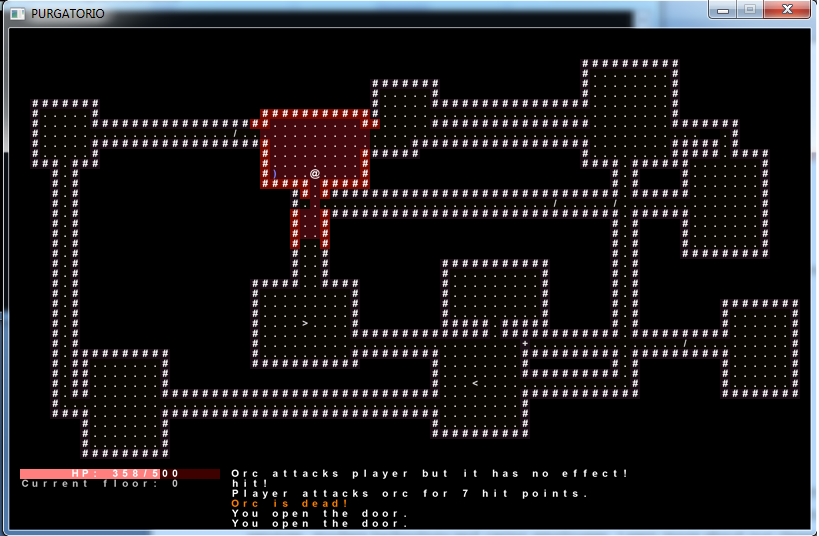 PURGATORIO
HP: 358/500
Current floor: 0
Orc attacks player but it has no effect!
hit!
Player attacks orc for 7 hit points.
Orc is dead!
You open the door.
You open the door.